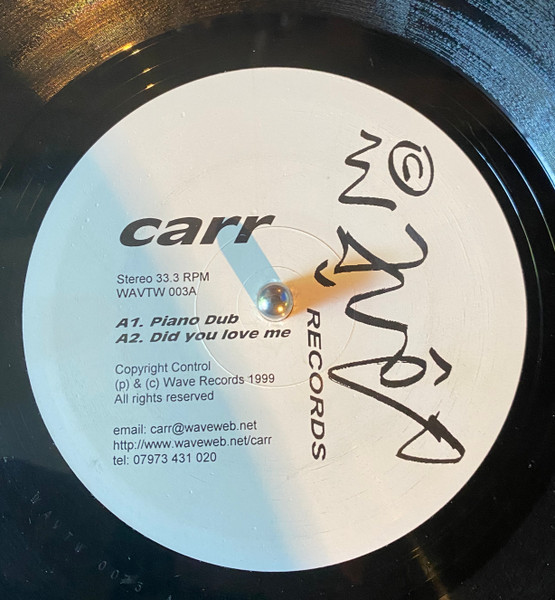 carr
Stereo 33.3 RPM
WAVTW 003A
A1. Piano Dub
A2. Did you love me
Copyright Control
(p) & (c) Wave Records 1999
All rights reserved
email: carr@waveweb.net
http://www.waveweb.net/carr
tel: 07973 431 020
©
RECORDS